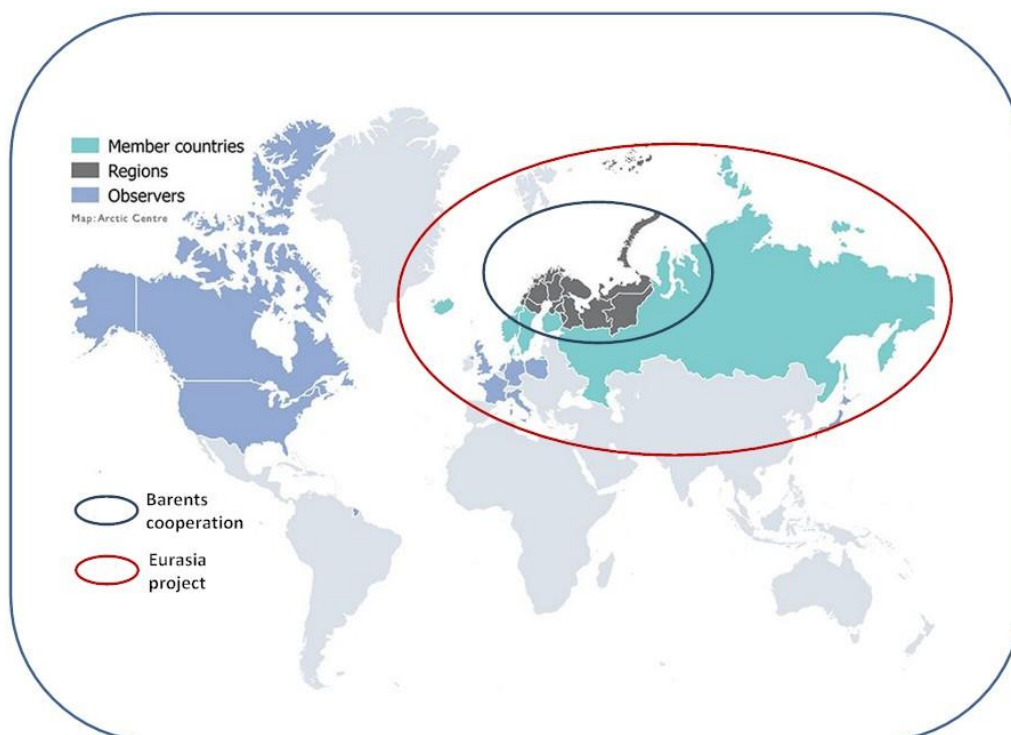 Member countries
Regions
Observers
Map: Arctic Centre
Barents
cooperation
Eurasia
project